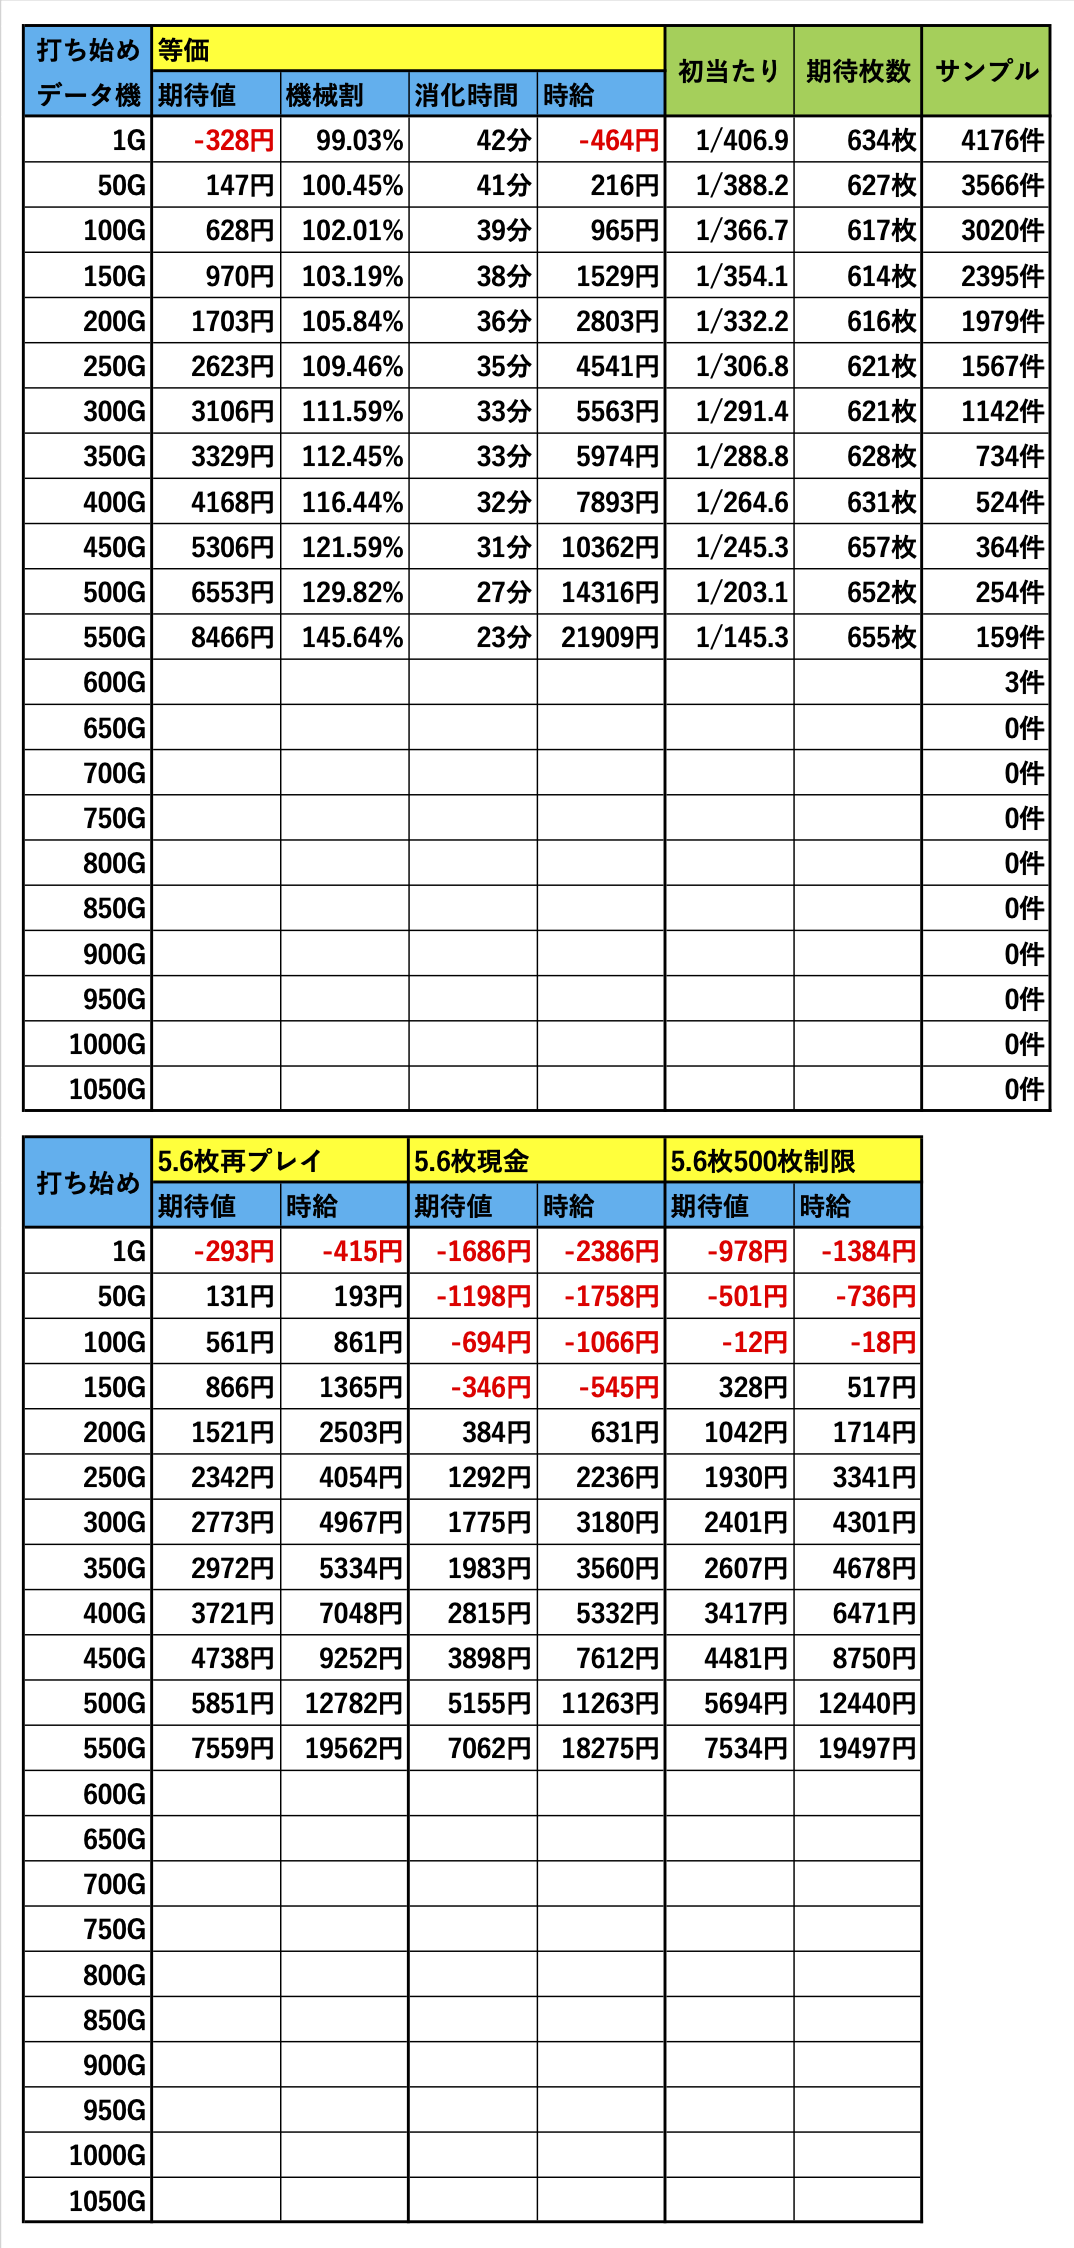 打ち始め 等価 初当たり 期待枚数 サンプル
データ機 期待値 機械割 消化時間 時給
1G -328円 99.03% 42分 -464円 1/406.9 634枚 4176件
50G 147円 100.45% 41分 216円 1/388.2 627枚 3566件
100G 628円 102.01% 39分 965円 1/366.7 617枚 3020件
150G 970円 103.19% 38分 1529円 1/354.1 614枚 2395件
200G 1703円 105.84% 36分 2803円 1/332.2 616枚 1979件
250G 2623円 109.46% 35分 4541円 1/306.8 621枚 1567件
300G 3106円 111.59% 33分 5563円 1/291.4 621枚 1142件
350G 3329円 112.45% 33分 5974円 1/288.8 628枚 734件
400G 4168円 116.44% 32分 7893円 1/264.6 631枚 524件
450G 5306円 121.59% 31分 10362円 1/245.3 657枚 364件
500G 6553円 129.82% 27分 14316円 1/203.1 652枚 254件
550G 8466円 145.64% 23分 21909円 1/145.3 655枚 159件
600G 3件
650G 0件
700G 0件
750G 0件
800G 0件
850G 0件
900G 0件
950G 0件
1000G 0件
1050G 0件
打ち始め 5.6枚再プレイ 5.6枚現金 5.6枚500枚制限
期待値 時給 期待値 時給 期待値 時給
1G -293円 -415円 -1686円 -2386円 -978円 -1384円
50G 131円 193円 -1198円 -1758円 -501円 -736円
100G 561円 861円 -694円 -1066円 -12円 -18円
150G 866円 1365円 -346円 -545円 328円 517円
200G 1521円 2503円 384円 631円 1042円 1714円
250G 2342円 4054円 1292円 2236円 1930円 3341円
300G 2773円 4967円 1775円 3180円 2401円 4301円
350G 2972円 5334円 1983円 3560円 2607円 4678円
400G 3721円 7048円 2815円 5332円 3417円 6471円
450G 4738円 9252円 3898円 7612円 4481円 8750円
500G 5851円 12782円 5155円 11263円 5694円 12440円
550G 7559円 19562円 7062円 18275円 7534円 19497円
600G
650G
700G
750G
800G
850G
900G
950G
1000G
1050G